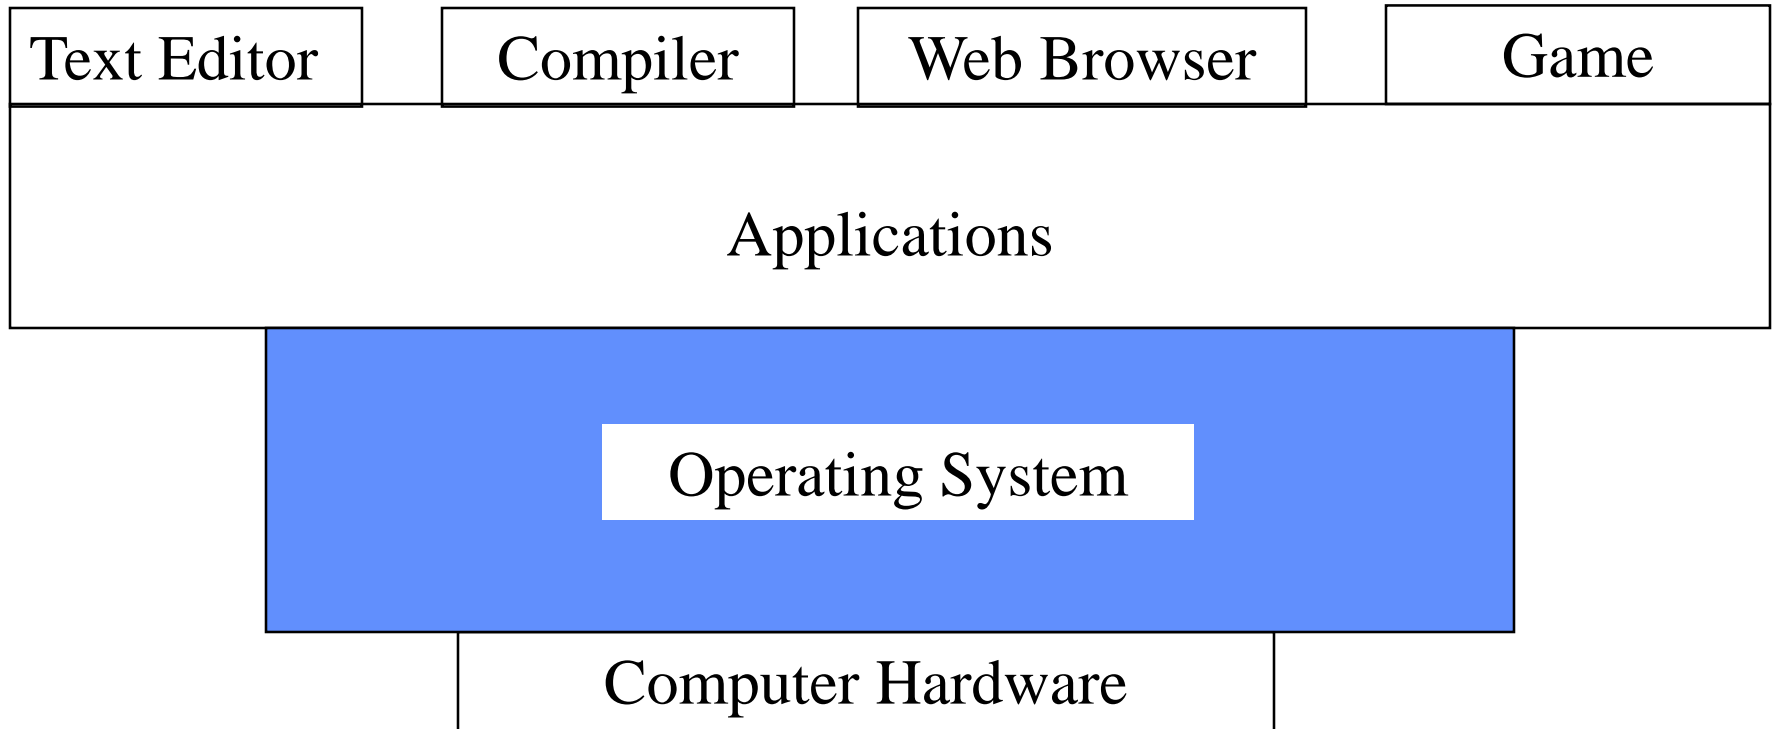 Text Editor
Compiler
Web Browser
Game
Applications
Operating System
Computer Hardware